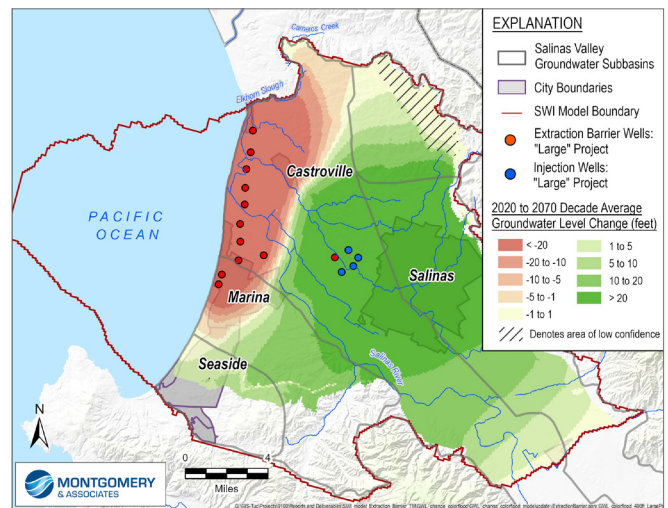 Carneros Creek
Elkhorn Slough
Castroville
PACIFIC
OCEAN
Salinas
Marina
Seaside
Salinas River
N
0 4
Miles
MONTGOMERY
& ASSOCIATES
EXPLANATION
Salinas Valley
Groundwater Subbasins
City Boundaries
SWI Model Boundary
Extraction Barrier Wells:
"Large" Project
Injection Wells:
"Large" Project
2020 to 2070 Decade Average
Groundwater Level Change (feet)
< -20
-20 to -10
-10 to -5
-5 to -1
-1 to 1
1 to 5
5 to 10
10 to 20
> 20
Denotes area of low confidence